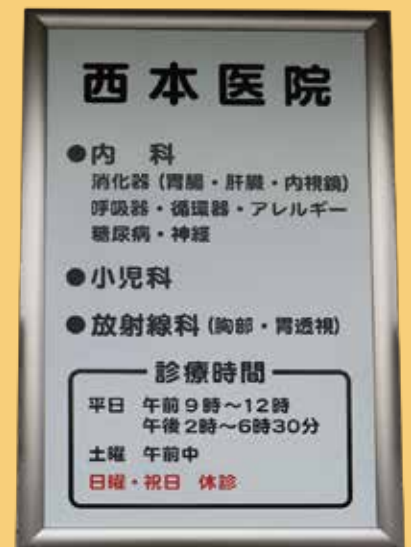 西本医院
●内　科
消化器（胃腸・肝臓・内視鏡）
呼吸器・循環器・アレルギー
糖尿病・神経
●小児科
●放射線科（胸部・胃透視）
診療時間
平日　午前９時～12時
午後２時～６時30分
土曜　午前中
日曜・祝日　休診